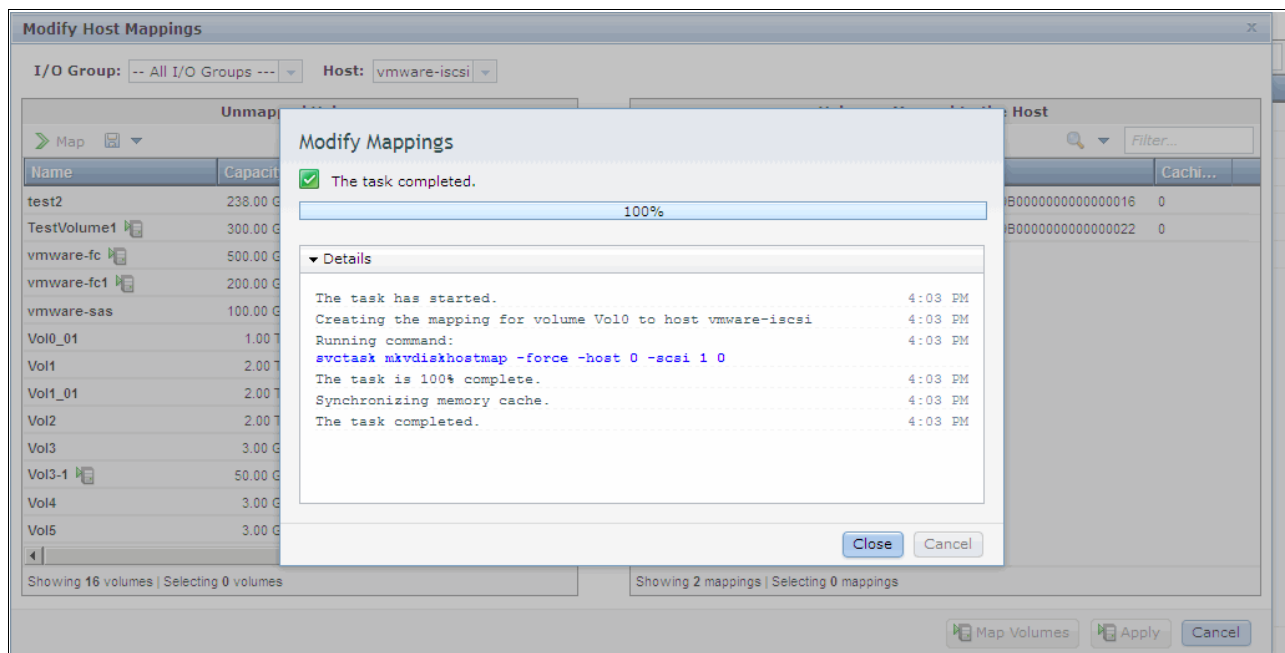 Modify Host Mappings x
I/O Group: -- All I/O Groups --- Host: vmware-iscsi
Host
Map Filter...
Name Cachi...
test2 238.00 0000000000000016 0
TestVolume1 300.00 0000000000000022 0
vmware-fc 500.00
vmware-fc1 200.00
vmware-sas 100.00
Vol0_01 1.00
Vol1 2.00
Vol1_01 2.00
Vol2 2.00
Vol3 3.00
Vol3-1 50.00
Vol4 3.00
Vol5 3.00
Showing 16 volumes | Selecting 0 volumes
Showing 2 mappings | Selecting 0 mappings
Map Volumes Apply Cancel
Modify Mappings
The task completed.
100%
Details
The task has started. 4:03 PM
Creating the mapping for volume Vol0 to host vmware-iscsi 4:03 PM
Running command: 4:03 PM
svctask mkvdiskhostmap -force -host 0 -scsi 1 0
The task is 100% complete. 4:03 PM
Synchronizing memory cache. 4:03 PM
The task completed. 4:03 PM
Close Cancel